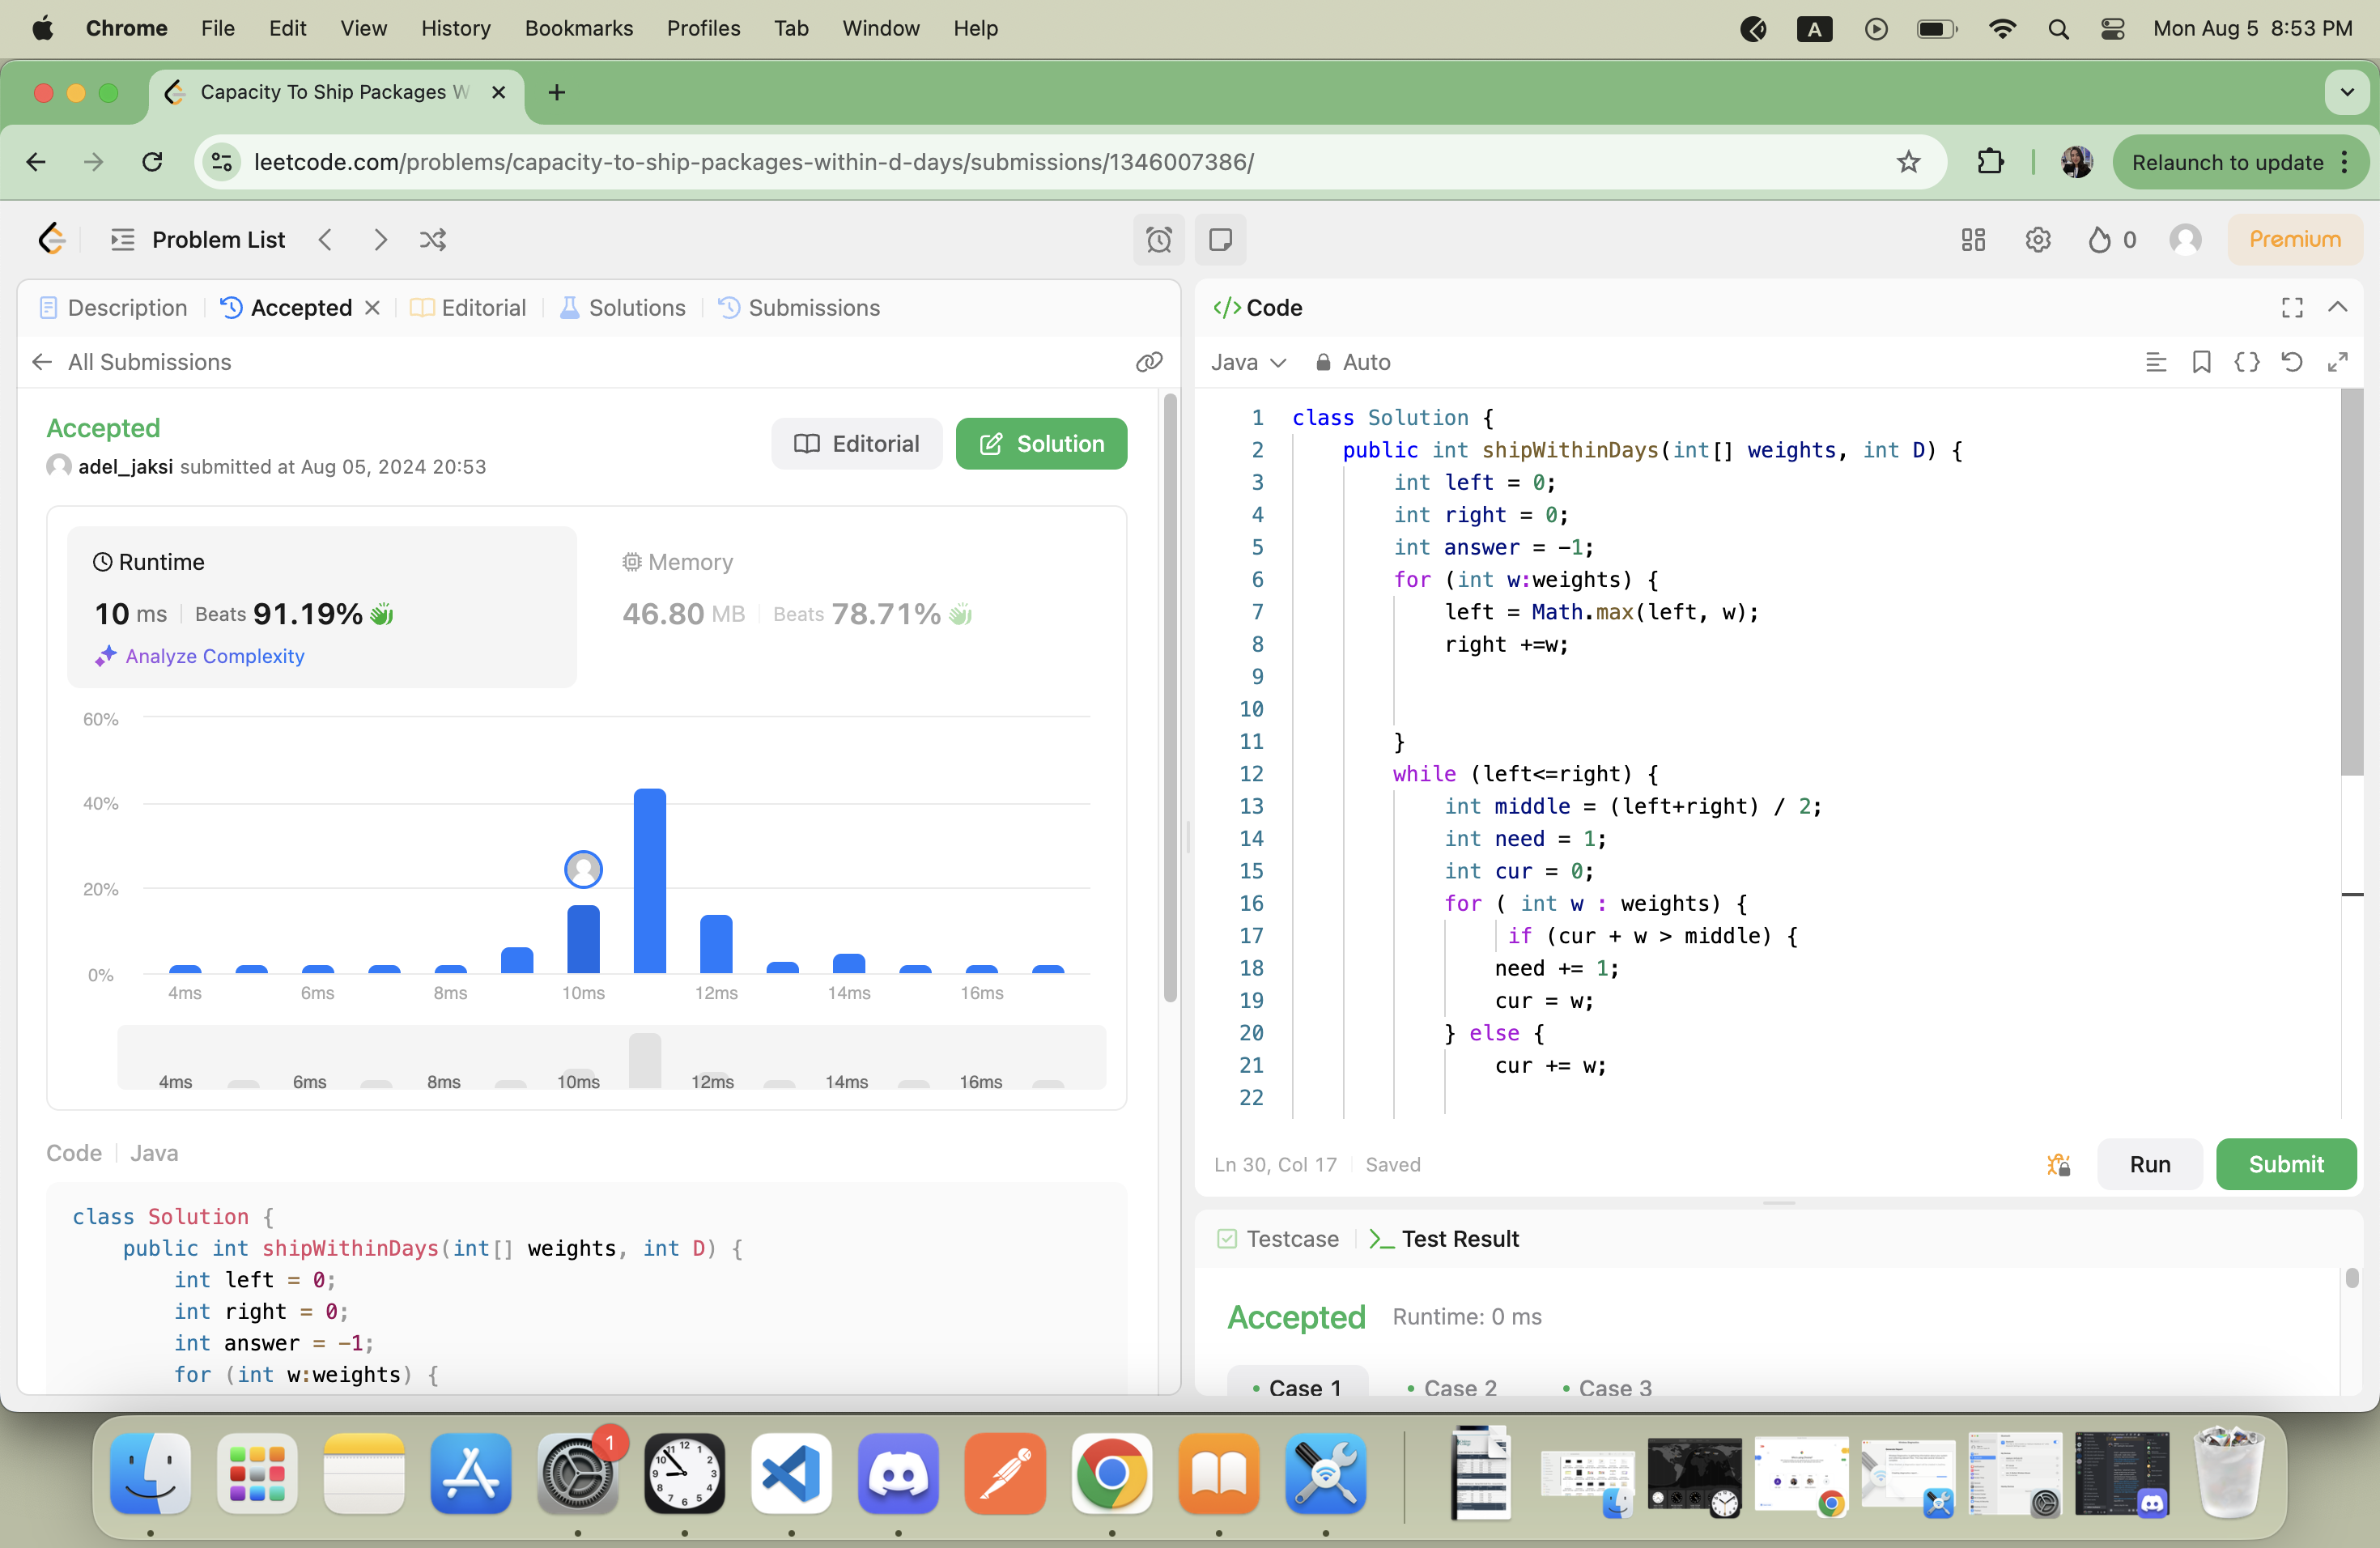 Chrome File Edit View History Bookmarks Profiles Tab Window Help
A
Mon Aug 5 8:53 PM
Capacity To Ship Packages W
leetcode.com/problems/capacity-to-ship-packages-within-d-days/submissions/1346007386/
Relaunch to update
Problem List
0
Premium
Description
Accepted
Editorial
Solutions
Submissions
All Submissions
Accepted
adel_jaksi submitted at Aug 05, 2024 20:53
Editorial
Solution
Runtime
10 ms Beats 91.19%
Analyze Complexity
Memory
46.80 MB Beats 78.71%
60%
40%
20%
0%
4ms 6ms 8ms 10ms 12ms 14ms 16ms
4ms 6ms 8ms 10ms 12ms 14ms 16ms
Code Java
class Solution {
public int shipWithinDays(int[] weights, int D) {
int left = 0;
int right = 0;
int answer = -1;
for (int w:weights) {
</> Code
Java Auto
1 class Solution {
2 public int shipWithinDays(int[] weights, int D) {
3 int left = 0;
4 int right = 0;
5 int answer = -1;
6 for (int w:weights) {
7 left = Math.max(left, w);
8 right +=w;
9
10
11 }
12 while (left<=right) {
13 int middle = (left+right) / 2;
14 int need = 1;
15 int cur = 0;
16 for ( int w : weights) {
17 if (cur + w > middle) {
18 need += 1;
19 cur = w;
20 } else {
21 cur += w;
22
Ln 30, Col 17 Saved
Run
Submit
Testcase
>_ Test Result
Accepted Runtime: 0 ms
Case 1 Case 2 Case 3
1